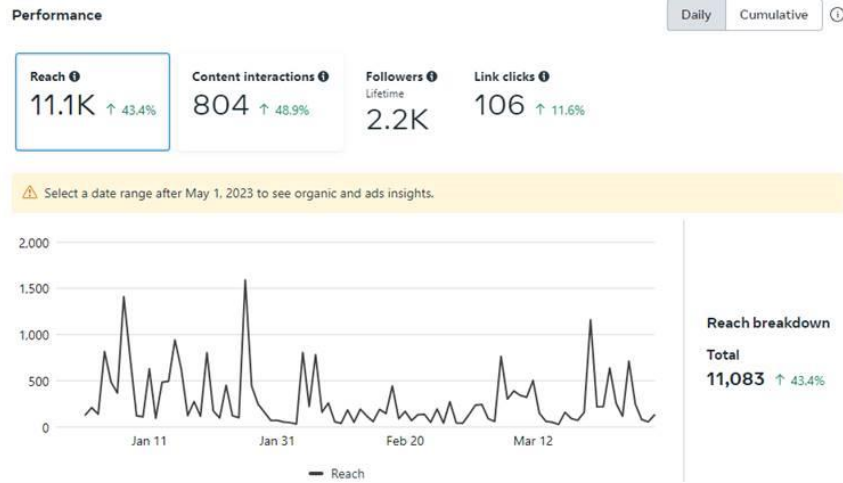 Performance
Daily Cumulative
Reach Content interactions Followers Link clicks
Lifetime
11.1K ↑ 43.4% 804 ↑ 48.9% 2.2K 106 ↑ 11.6%
Select a date range after May 1, 2023 to see organic and ads insights.
2,000
1,500
1,000
500
0
Jan 11 Jan 31 Feb 20 Mar 12
Reach
Reach breakdown
Total
11,083 ↑ 43.4%